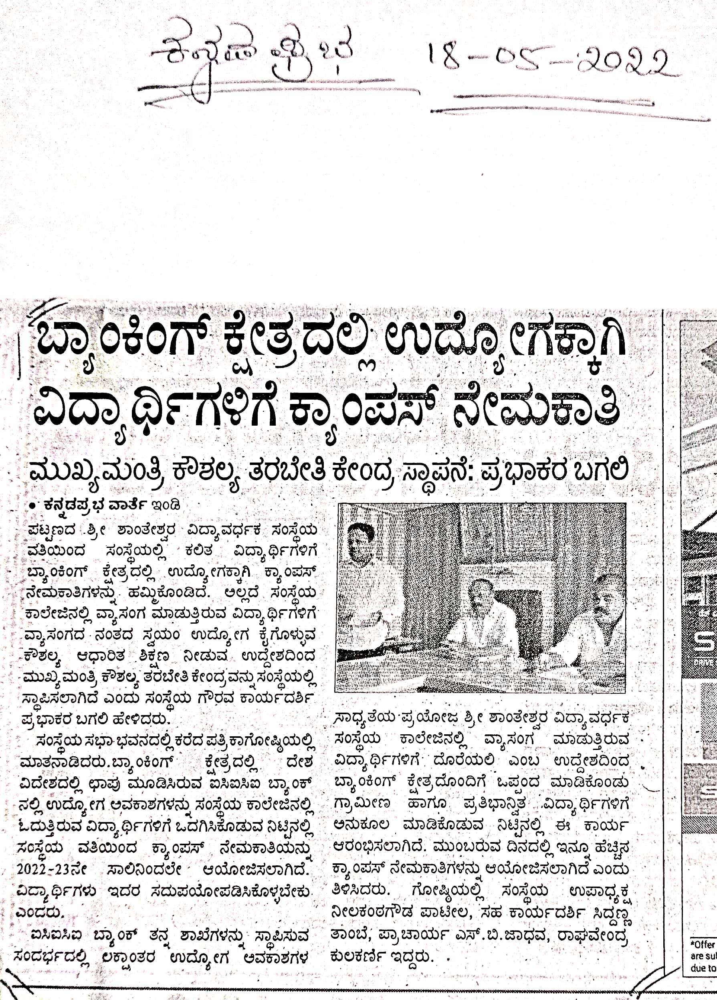 ಕನ್ನಡ ಪ್ರಭ 18-05-2022
ಬ್ಯಾಂಕಿಂಗ್ ಕ್ಷೇತ್ರದಲ್ಲಿ ಉದ್ಯೋಗಕ್ಕಾಗಿ
ವಿದ್ಯಾರ್ಥಿಗಳಿಗೆ ಕ್ಯಾಂಪಸ್ ನೇಮಕಾತಿ
ಮುಖ್ಯಮಂತ್ರಿ ಕೌಶಲ್ಯ ತರಬೇತಿ ಕೇಂದ್ರ ಸ್ಥಾಪನೆ: ಪ್ರಭಾಕರ ಬಗಲಿ
• ಕನ್ನಡಪ್ರಭ ವಾರ್ತೆ ಇಂಡಿ
ಪಟ್ಟಣದ ಶ್ರೀ ಶಾಂತೇಶ್ವರ ವಿದ್ಯಾವರ್ಧಕ ಸಂಸ್ಥೆಯ
ವತಿಯಿಂದ ಸಂಸ್ಥೆಯಲ್ಲಿ ಕಲಿತ ವಿದ್ಯಾರ್ಥಿಗಳಿಗೆ
ಬ್ಯಾಂಕಿಂಗ್ ಕ್ಷೇತ್ರದಲ್ಲಿ ಉದ್ಯೋಗಕ್ಕಾಗಿ ಕ್ಯಾಂಪಸ್
ನೇಮಕಾತಿಗಳನ್ನು ಹಮ್ಮಿಕೊಂಡಿದೆ. ಅಲ್ಲದೆ ಸಂಸ್ಥೆಯ
ಕಾಲೇಜಿನಲ್ಲಿ ವ್ಯಾಸಂಗ ಮಾಡುತ್ತಿರುವ ವಿದ್ಯಾರ್ಥಿಗಳಿಗೆ
ವ್ಯಾಸಂಗದ ನಂತದ ಸ್ವಯಂ ಉದ್ಯೋಗ ಕೈಗೊಳ್ಳುವ
ಕೌಶಲ್ಯ ಆಧಾರಿತ ಶಿಕ್ಷಣ ನೀಡುವ ಉದ್ದೇಶದಿಂದ
ಮುಖ್ಯಮಂತ್ರಿ ಕೌಶಲ್ಯ ತರಬೇತಿ ಕೇಂದ್ರವನ್ನು ಸಂಸ್ಥೆಯಲ್ಲಿ
ಸ್ಥಾಪಿಸಲಾಗಿದೆ ಎಂದು ಸಂಸ್ಥೆಯ ಗೌರವ ಕಾರ್ಯದರ್ಶಿ
ಪ್ರಭಾಕರ ಬಗಲಿ ಹೇಳಿದರು.
ಸಂಸ್ಥೆಯ ಸಭಾ ಭವನದಲ್ಲಿ ಕರೆದ ಪತ್ರಿಕಾಗೋಷ್ಠಿಯಲ್ಲಿ
ಮಾತನಾಡಿದರು.ಬ್ಯಾಂಕಿಂಗ್ ಕ್ಷೇತ್ರದಲ್ಲಿ ದೇಶ
ವಿದೇಶದಲ್ಲಿ ಛಾಪು ಮೂಡಿಸಿರುವ ಐಸಿಐಸಿಐ ಬ್ಯಾಂಕ್
ನಲ್ಲಿ ಉದ್ಯೋಗ ಅವಕಾಶಗಳನ್ನು ಸಂಸ್ಥೆಯ ಕಾಲೇಜಿನಲ್ಲಿ
ಓದುತ್ತಿರುವ ವಿದ್ಯಾರ್ಥಿಗಳಿಗೆ ಒದಗಿಸಿಕೊಡುವ ನಿಟ್ಟಿನಲ್ಲಿ
ಸಂಸ್ಥೆಯ ವತಿಯಿಂದ ಕ್ಯಾಂಪಸ್ ನೇಮಕಾತಿಯನ್ನು
2022-23ನೇ ಸಾಲಿನಿಂದಲೇ ಆಯೋಜಿಸಲಾಗಿದೆ.
ವಿದ್ಯಾರ್ಥಿಗಳು ಇದರ ಸದುಪಯೋಪಡಿಸಿಕೊಳ್ಳಬೇಕು
ಎಂದರು.
ಐಸಿಐಸಿಐ ಬ್ಯಾಂಕ್ ತನ್ನ ಶಾಖೆಗಳನ್ನು ಸ್ಥಾಪಿಸುವ
ಸಂದರ್ಭದಲ್ಲಿ ಲಕ್ಷಾಂತರ ಉದ್ಯೋಗ ಅವಕಾಶಗಳ
ಸಾಧ್ಯತೆಯ ಪ್ರಯೋಜ ಶ್ರೀ ಶಾಂತೇಶ್ವರ ವಿದ್ಯಾವರ್ಧಕ
ಸಂಸ್ಥೆಯ ಕಾಲೇಜಿನಲ್ಲಿ ವ್ಯಾಸಂಗ ಮಾಡುತ್ತಿರುವ
ವಿದ್ಯಾರ್ಥಿಗಳಿಗೆ ದೊರೆಯಲಿ ಎಂಬ ಉದ್ದೇಶದಿಂದ
ಬ್ಯಾಂಕಿಂಗ್ ಕ್ಷೇತ್ರದೊಂದಿಗೆ ಒಪ್ಪಂದ ಮಾಡಿಕೊಂಡು
ಗ್ರಾಮೀಣ ಹಾಗೂ ಪ್ರತಿಭಾನ್ವಿತ ವಿದ್ಯಾರ್ಥಿಗಳಿಗೆ
ಅನುಕೂಲ ಮಾಡಿಕೊಡುವ ನಿಟ್ಟಿನಲ್ಲಿ ಈ ಕಾರ್ಯ
ಆರಂಭಿಸಲಾಗಿದೆ. ಮುಂಬರುವ ದಿನದಲ್ಲಿ ಇನ್ನೂ ಹೆಚ್ಚಿನ
ಕ್ಯಾಂಪಸ್ ನೇಮಕಾತಿಗಳನ್ನು ಆಯೋಜಿಸಲಾಗಿದೆ ಎಂದು
ತಿಳಿಸಿದರು. ಗೋಷ್ಠಿಯಲ್ಲಿ ಸಂಸ್ಥೆಯ ಉಪಾಧ್ಯಕ್ಷ
ನೀಲಕಂಠಗೌಡ ಪಾಟೀಲ, ಸಹ ಕಾರ್ಯದರ್ಶಿ ಸಿದ್ದಣ್ಣ
ತಾಂಬೆ, ಪ್ರಾಚಾರ್ಯ ಎಸ್.ಬಿ.ಜಾಧವ, ರಾಘವೇಂದ್ರ
ಕುಲಕರ್ಣಿ ಇದ್ದರು.
S
DRIVE
*Offer
are sul
due to